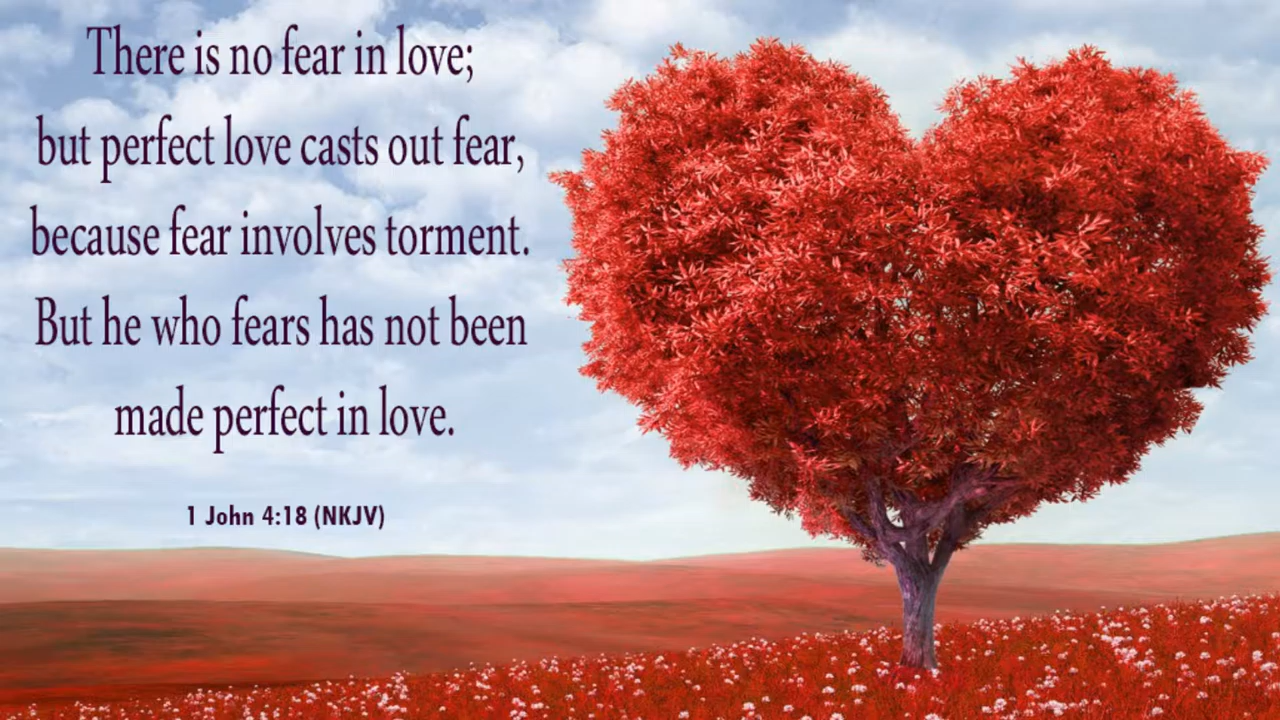 There is no fear in love;
but perfect love casts out fear,
because fear involves torment.
But he who fears has not been
made perfect in love.
1 John 4:18 (NKJV)